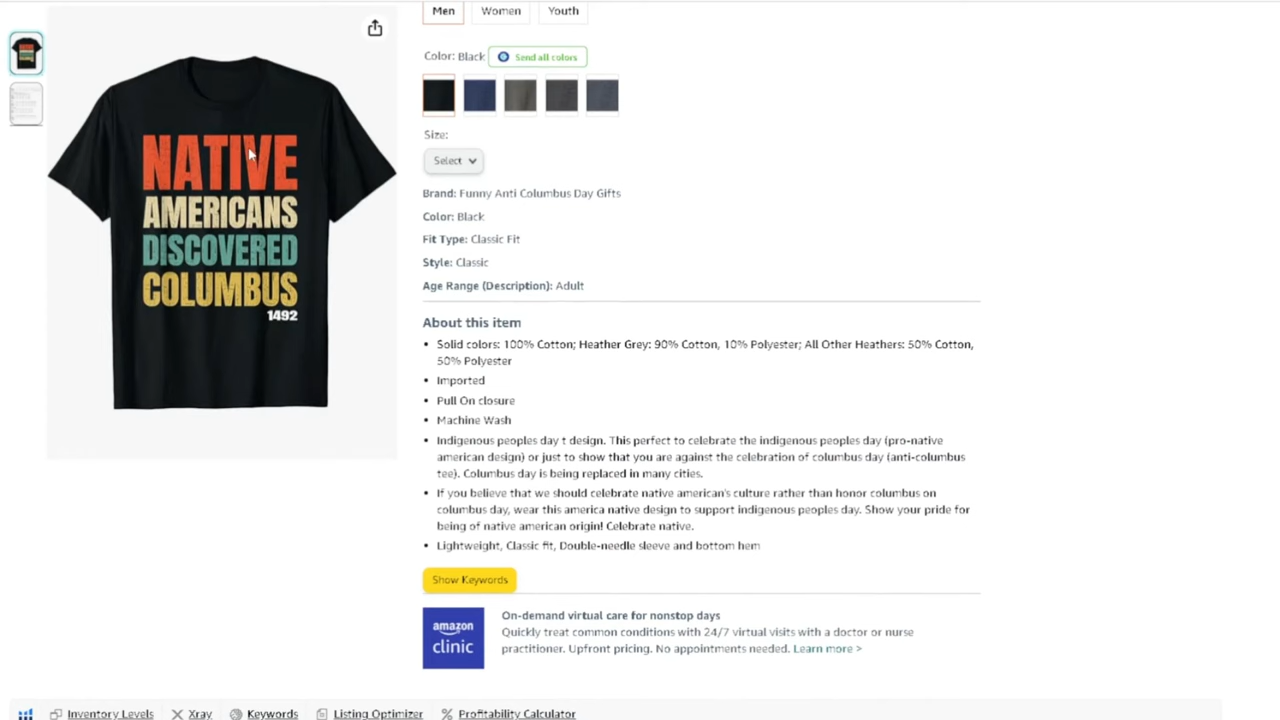 Men Women Youth
Color: Black Send all colors
Size:
Select
NATIVE
AMERICANS
DISCOVERED
COLUMBUS
1492
Brand: Funny Anti Columbus Day Gifts
Color: Black
Fit Type: Classic Fit
Style: Classic
Age Range (Description): Adult
About this item
• Solid colors: 100% Cotton; Heather Grey: 90% Cotton, 10% Polyester; All Other Heathers: 50% Cotton,
50% Polyester
• Imported
• Pull On closure
• Machine Wash
• Indigenous peoples day t design. This perfect to celebrate the indigenous peoples day (pro-native
american design) or just to show that you are against the celebration of columbus day (anti-columbus
tee). Columbus day is being replaced in many cities.
• If you believe that we should celebrate native american's culture rather than honor columbus on
columbus day, wear this america native design to support indigenous peoples day. Show your pride for
being of native american origin! Celebrate native.
• Lightweight, Classic fit, Double-needle sleeve and bottom hem
Show Keywords
amazon
clinic
On-demand virtual care for nonstop days
Quickly treat common conditions with 24/7 virtual visits with a doctor or nurse
practitioner. Upfront pricing. No appointments needed. Learn more >
Inventory Levels Xray Keywords Listing Optimizer Profitability Calculator